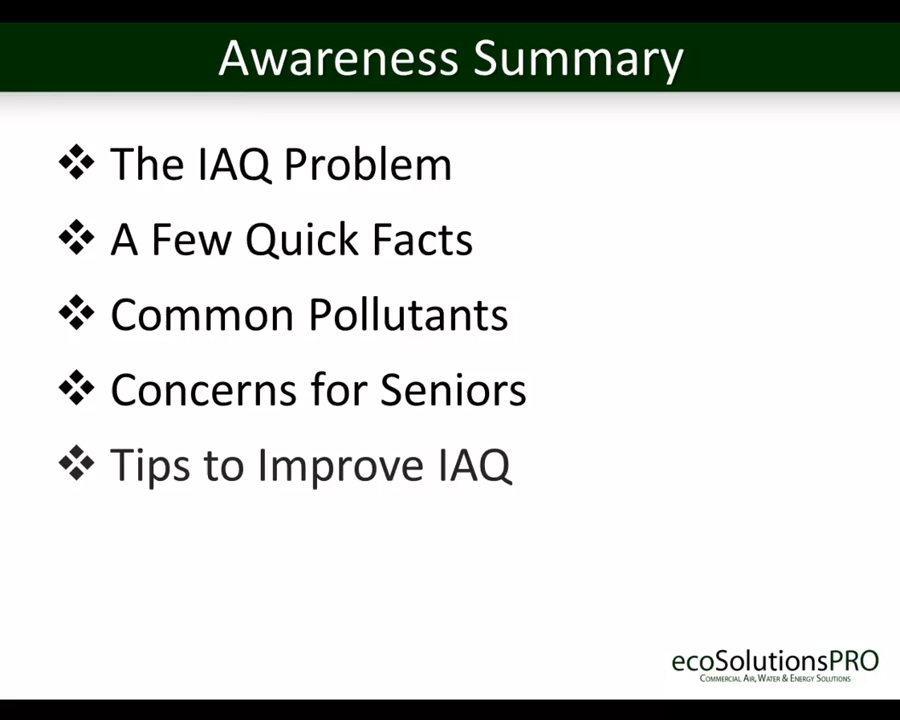 Awareness Summary
❖ The IAQ Problem
❖ A Few Quick Facts
❖ Common Pollutants
❖ Concerns for Seniors
❖ Tips to Improve IAQ
ecoSolutionsPRO
Commercial Air, Water & Energy Solutions